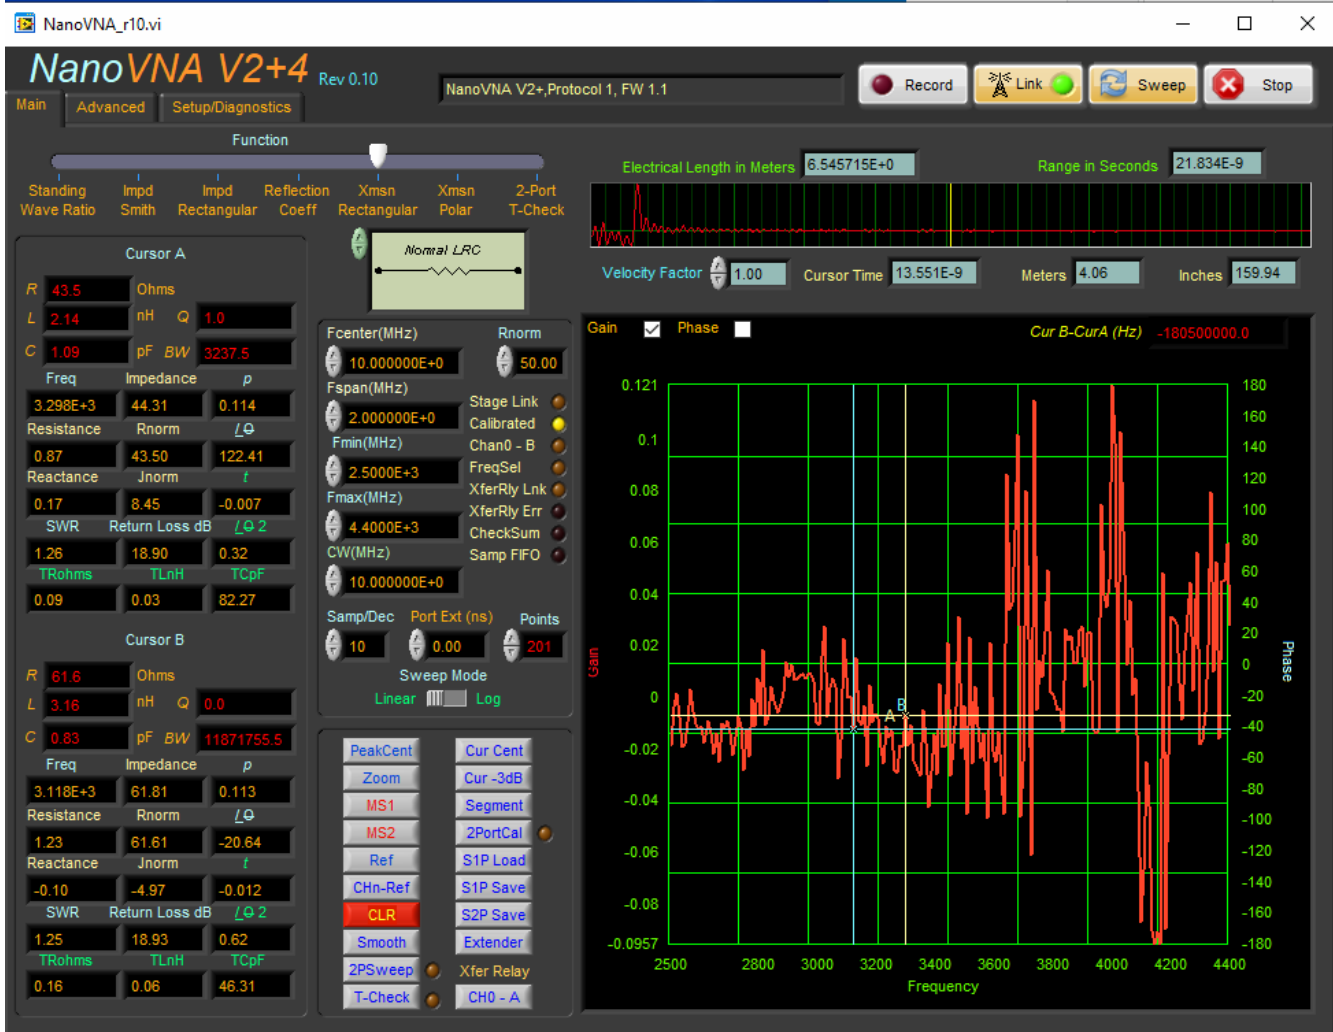 NanoVNA_r10.vi
NanoVNA V2+4 Rev 0.10
NanoVNA V2+,Protocol 1, FW 1.1
Record Link Sweep Stop
Main Advanced Setup/Diagnostics
Function
Standing Wave Ratio
Impd Smith
Impd Rectangular
Reflection Coeff
Xmsn Rectangular
Xmsn Polar
2-Port T-Check
Electrical Length in Meters 6.545715E+0
Range in Seconds 21.834E-9
Velocity Factor 1.00 Cursor Time 13.551E-9 Meters 4.06 Inches 159.94
Normal LRC
Cursor A
R 43.5 Ohms
L 2.14 nH Q 1.0
C 1.09 pF BW 3237.5
Freq Impedance p
3.298E+3 44.31 0.114
Resistance Rnorm /Θ
0.87 43.50 122.41
Reactance Jnorm t
0.17 8.45 -0.007
SWR Return Loss dB /Θ 2
1.26 18.90 0.32
TRohms TLnH TCpF
0.09 0.03 82.27
Cursor B
R 61.6 Ohms
L 3.16 nH Q 0.0
C 0.83 pF BW 11871755.5
Freq Impedance p
3.118E+3 61.81 0.113
Resistance Rnorm /Θ
1.23 61.61 -20.64
Reactance Jnorm t
-0.10 -4.97 -0.012
SWR Return Loss dB /Θ 2
1.25 18.93 0.62
TRohms TLnH TCpF
0.16 0.06 46.31
Fcenter(MHz) Rnorm
10.000000E+0 50.00
Fspan(MHz)
2.000000E+0
Fmin(MHz)
2.5000E+3
Fmax(MHz)
4.4000E+3
CW(MHz)
10.000000E+0
Stage Link
Calibrated
Chan0 - B
FreqSel
XferRly Lnk
XferRly Err
CheckSum
Samp FIFO
Samp/Dec Port Ext (ns) Points
10 0.00 201
Sweep Mode
Linear Log
PeakCent Cur Cent
Zoom Cur -3dB
MS1 Segment
MS2 2PortCal
Ref S1P Load
CHn-Ref S1P Save
CLR S2P Save
Smooth Extender
2PSweep Xfer Relay
T-Check CH0 - A
Gain Phase
Cur B-CurA (Hz) -180500000.0
0.121
0.1
0.08
0.06
0.04
0.02
0
-0.02
-0.04
-0.06
-0.08
-0.0957
Gain
A
B
180
160
140
120
100
80
60
40
20
0
-20
-40
-60
-80
-100
-120
-140
-160
-180
Phase
2500 2800 3000 3200 3400 3600 3800 4000 4200 4400
Frequency